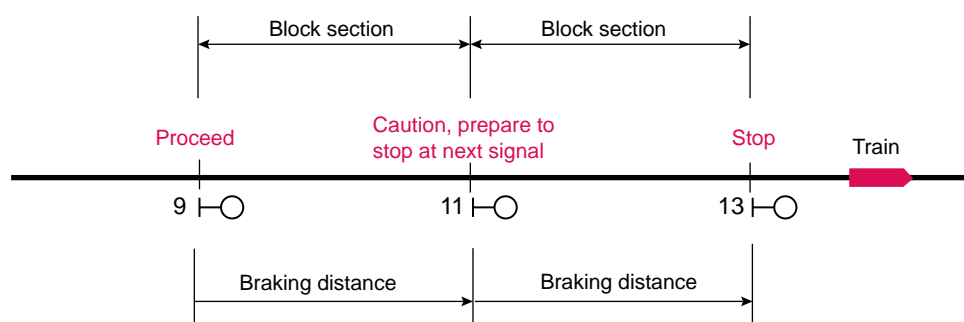 Block section
Block section
Proceed
Caution, prepare to
stop at next signal
Stop
Train
9
11
13
Braking distance
Braking distance